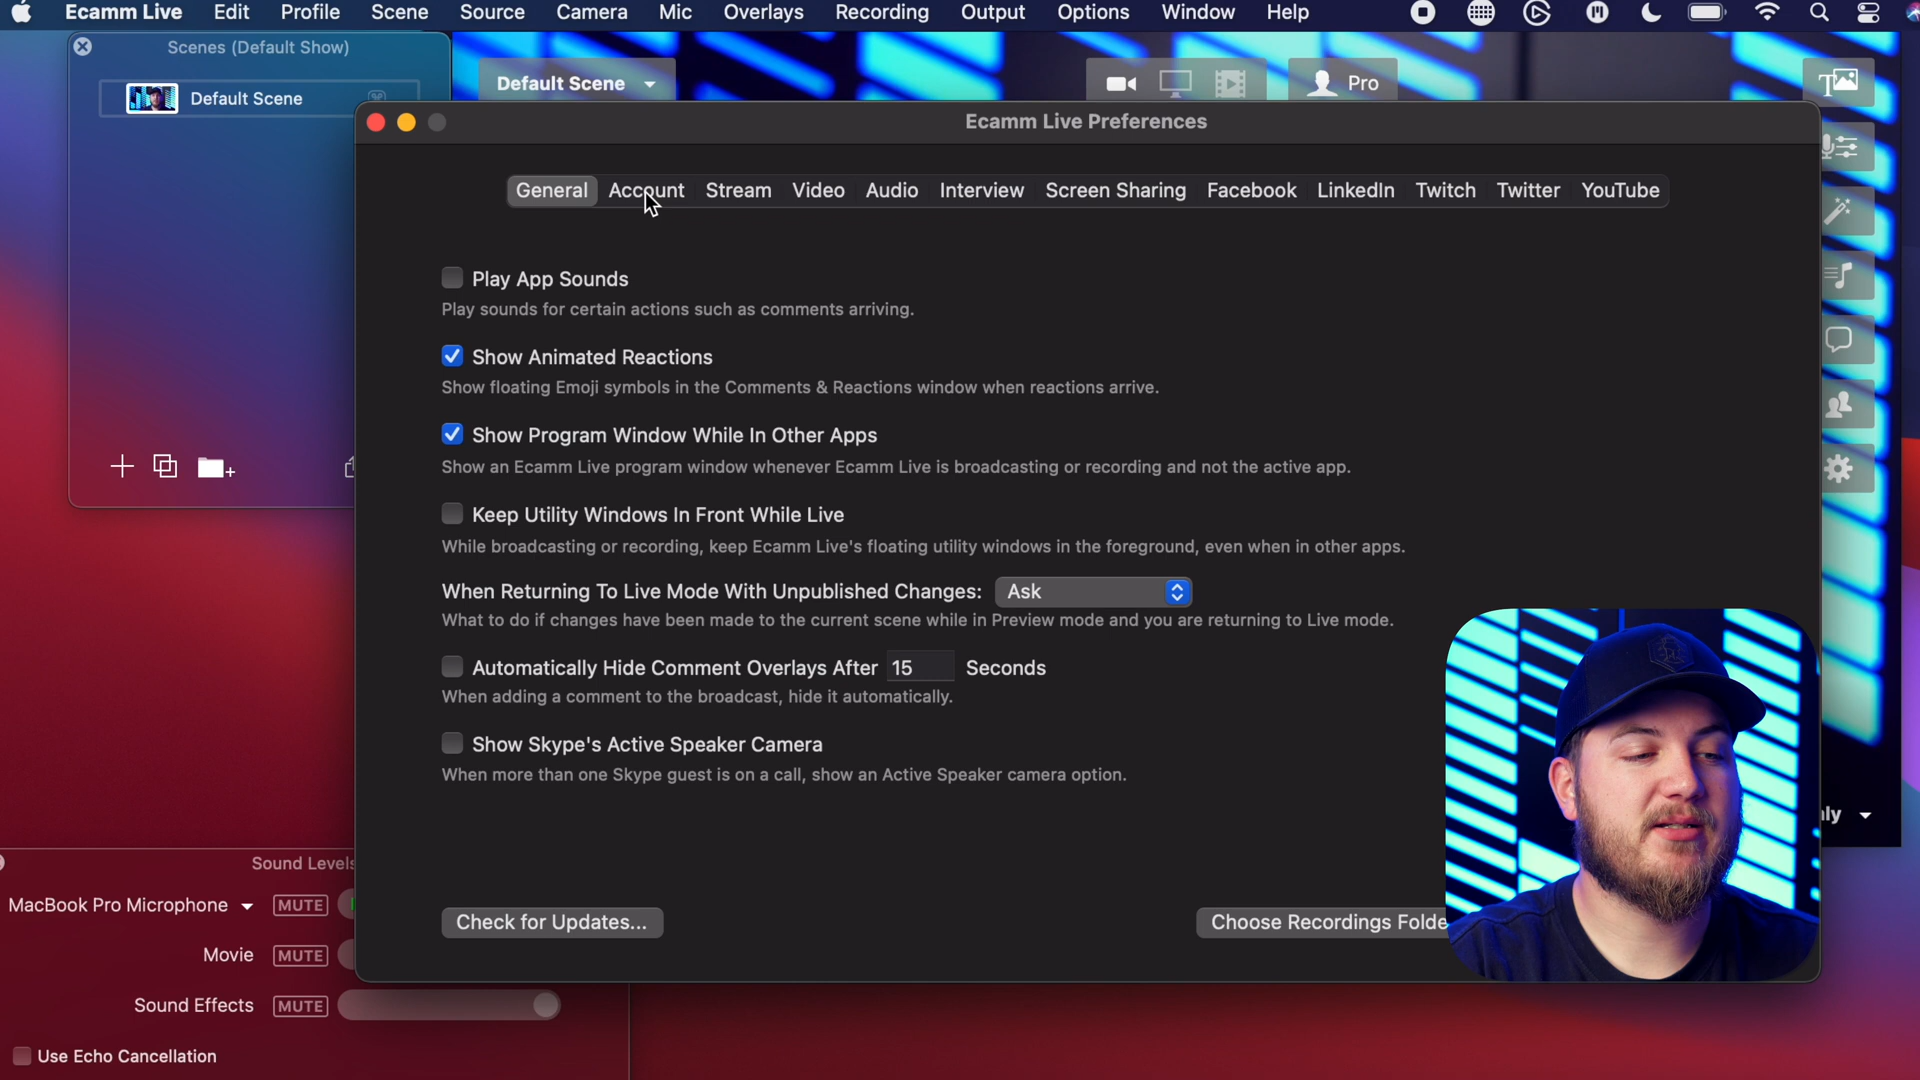 Ecamm Live Edit Profile Scene Source Camera Mic Overlays Recording Output Options Window Help
Scenes (Default Show)
Default Scene
Default Scene
Pro
Ecamm Live Preferences
General Account Stream Video Audio Interview Screen Sharing Facebook LinkedIn Twitch Twitter YouTube
Play App Sounds
Play sounds for certain actions such as comments arriving.
Show Animated Reactions
Show floating Emoji symbols in the Comments & Reactions window when reactions arrive.
Show Program Window While In Other Apps
Show an Ecamm Live program window whenever Ecamm Live is broadcasting or recording and not the active app.
Keep Utility Windows In Front While Live
While broadcasting or recording, keep Ecamm Live's floating utility windows in the foreground, even when in other apps.
When Returning To Live Mode With Unpublished Changes: Ask
What to do if changes have been made to the current scene while in Preview mode and you are returning to Live mode.
Automatically Hide Comment Overlays After 15 Seconds
When adding a comment to the broadcast, hide it automatically.
Show Skype's Active Speaker Camera
When more than one Skype guest is on a call, show an Active Speaker camera option.
Check for Updates...
Choose Recordings Folde
Sound Levels
MacBook Pro Microphone MUTE
Movie MUTE
Sound Effects MUTE
Use Echo Cancellation